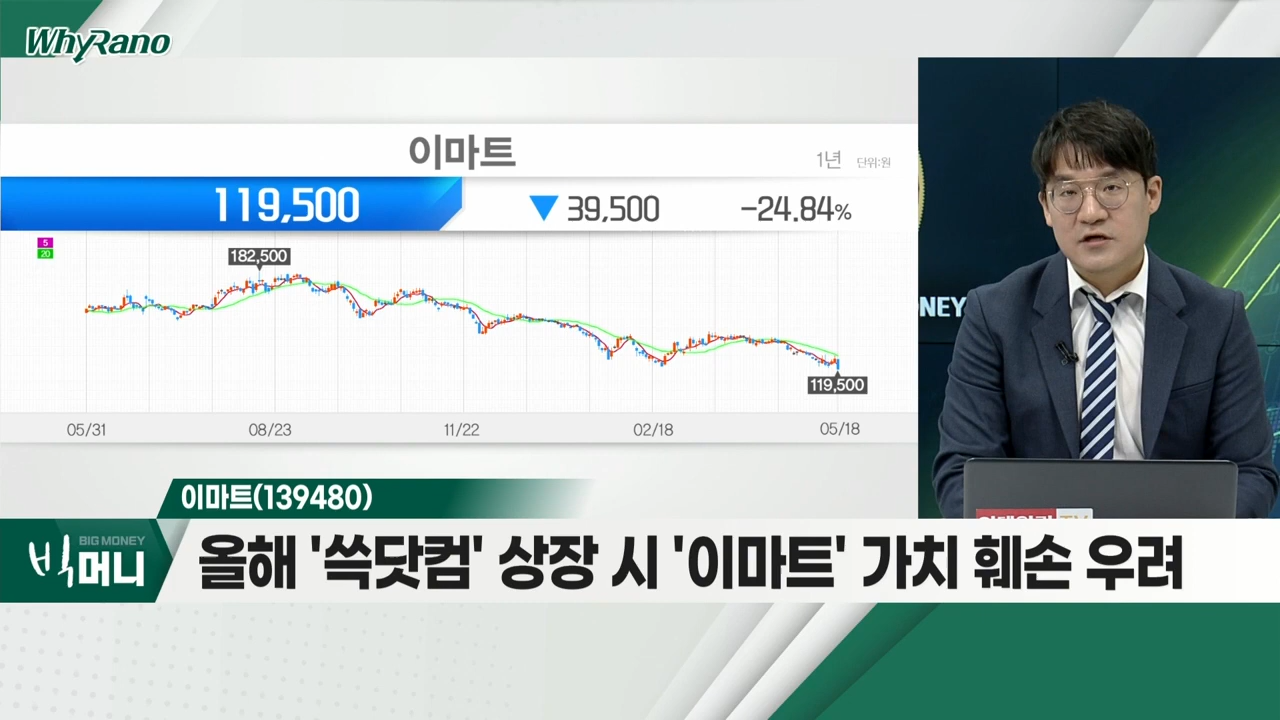 WhyRano
이마트
1년 단위:원
119,500 ▼ 39,500 -24.84%
5
20
182,500
119,500
05/31 08/23 11/22 02/18 05/18
NEY
이마트(139480)
BIG MONEY
빅머니
올해 '쓱닷컴' 상장 시 '이마트' 가치 훼손 우려